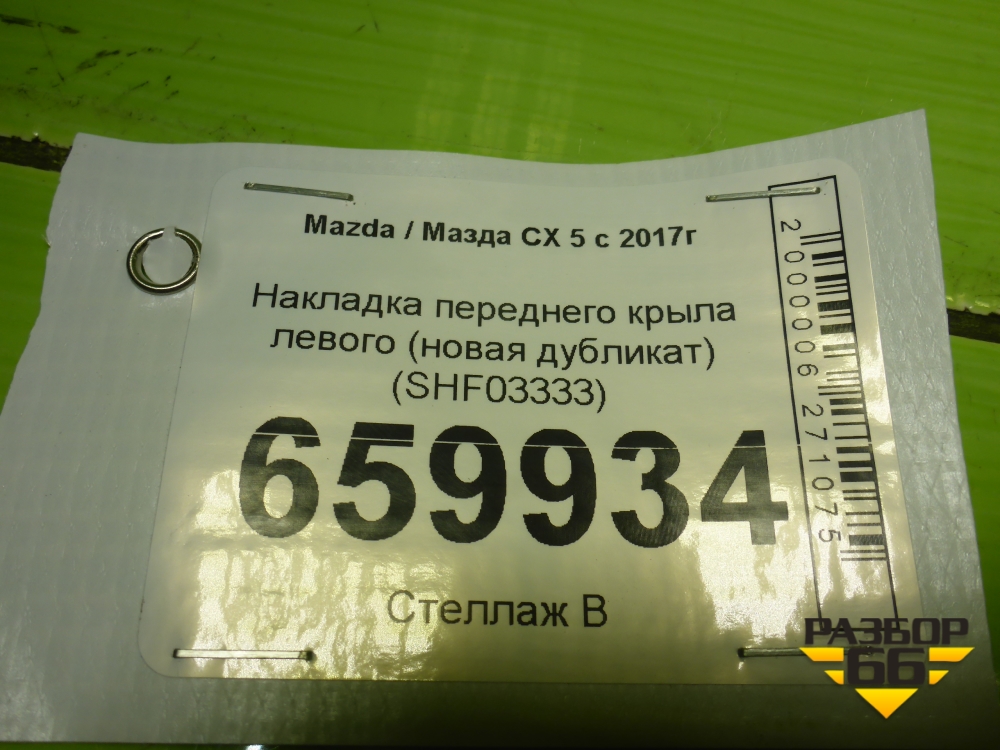 Mazda / Мазда CX 5 с 2017г
Накладка переднего крыла
левого (новая дубликат)
(SHF03333)
659934
Стеллаж В
2000006271075
РАЗБОР
66